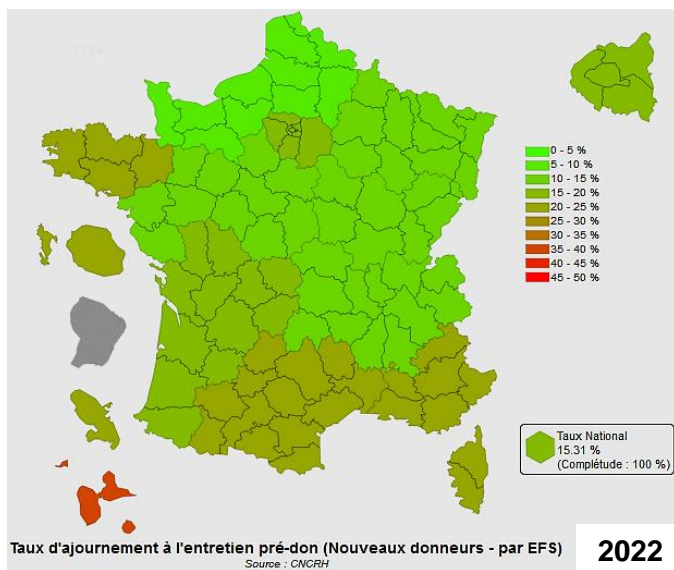 0 - 5 %
5 - 10 %
10 - 15 %
15 - 20 %
20 - 25 %
25 - 30 %
30 - 35 %
35 - 40 %
40 - 45 %
45 - 50 %
Taux National
15.31 %
(Complétude : 100 %)
Taux d'ajournement à l'entretien pré-don (Nouveaux donneurs - par EFS)
Source : CNCRH
2022